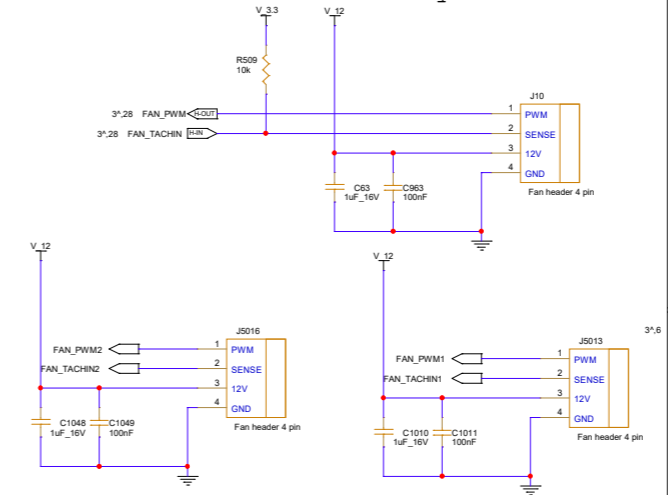 V_3.3
V_12
R509
10k
J10
3^,28 FAN_PWM H-OUT
1 PWM
3^,28 FAN_TACHIN H-IN
2 SENSE
3 12V
4 GND
C63
1uF_16V
C963
100nF
Fan header 4 pin
V_12
J5016
FAN_PWM2
1 PWM
FAN_TACHIN2
2 SENSE
3 12V
4 GND
C1048
1uF_16V
C1049
100nF
Fan header 4 pin
V_12
J5013
3^,6
FAN_PWM1
1 PWM
FAN_TACHIN1
2 SENSE
3 12V
4 GND
C1010
1uF_16V
C1011
100nF
Fan header 4 pin